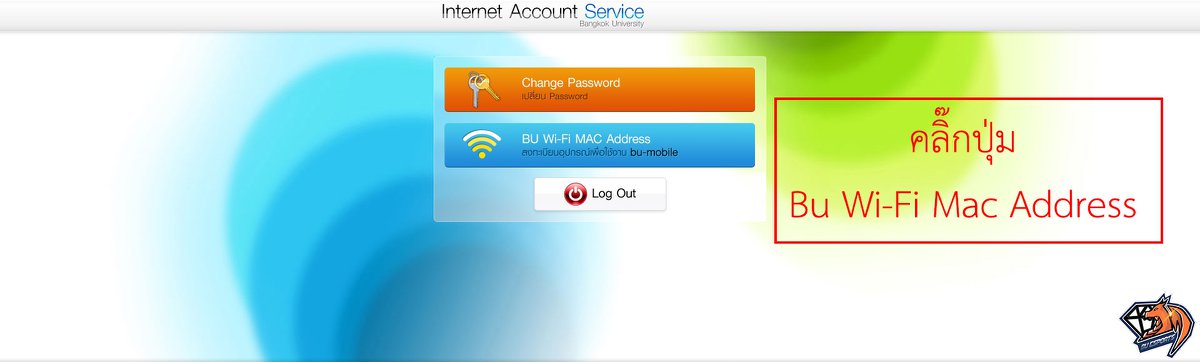 Internet Account Service
Bangkok University
Change Password
เปลี่ยน Password
BU Wi-Fi MAC Address
ลงทะเบียนอุปกรณ์เพื่อใช้งาน bu-mobile
Log Out
คลิ๊กปุ่ม
Bu Wi-Fi Mac Address
BU ESPORTS